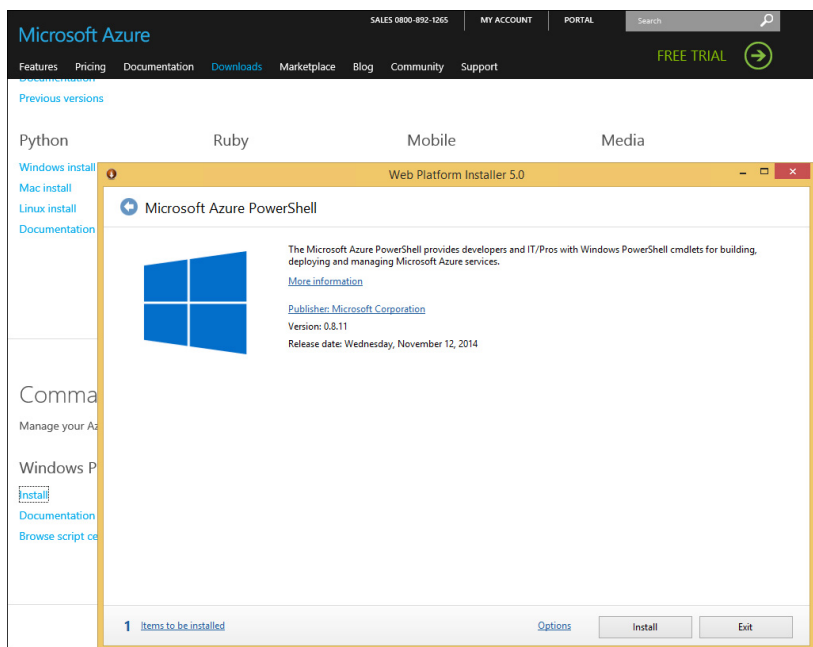 SALES 0800-892-1265 MY ACCOUNT PORTAL Search
Microsoft Azure
FREE TRIAL
Features Pricing Documentation Downloads Marketplace Blog Community Support
Documentation
Previous versions
Python Ruby Mobile Media
Windows install
Mac install
Linux install
Documentation
Web Platform Installer 5.0
Microsoft Azure PowerShell
The Microsoft Azure PowerShell provides developers and IT/Pros with Windows PowerShell cmdlets for building,
deploying and managing Microsoft Azure services.
More information
Publisher: Microsoft Corporation
Version: 0.8.11
Release date: Wednesday, November 12, 2014
Comma
Manage your Az
Windows P
Install
Documentation
Browse script ce
1 Items to be installed Options Install Exit